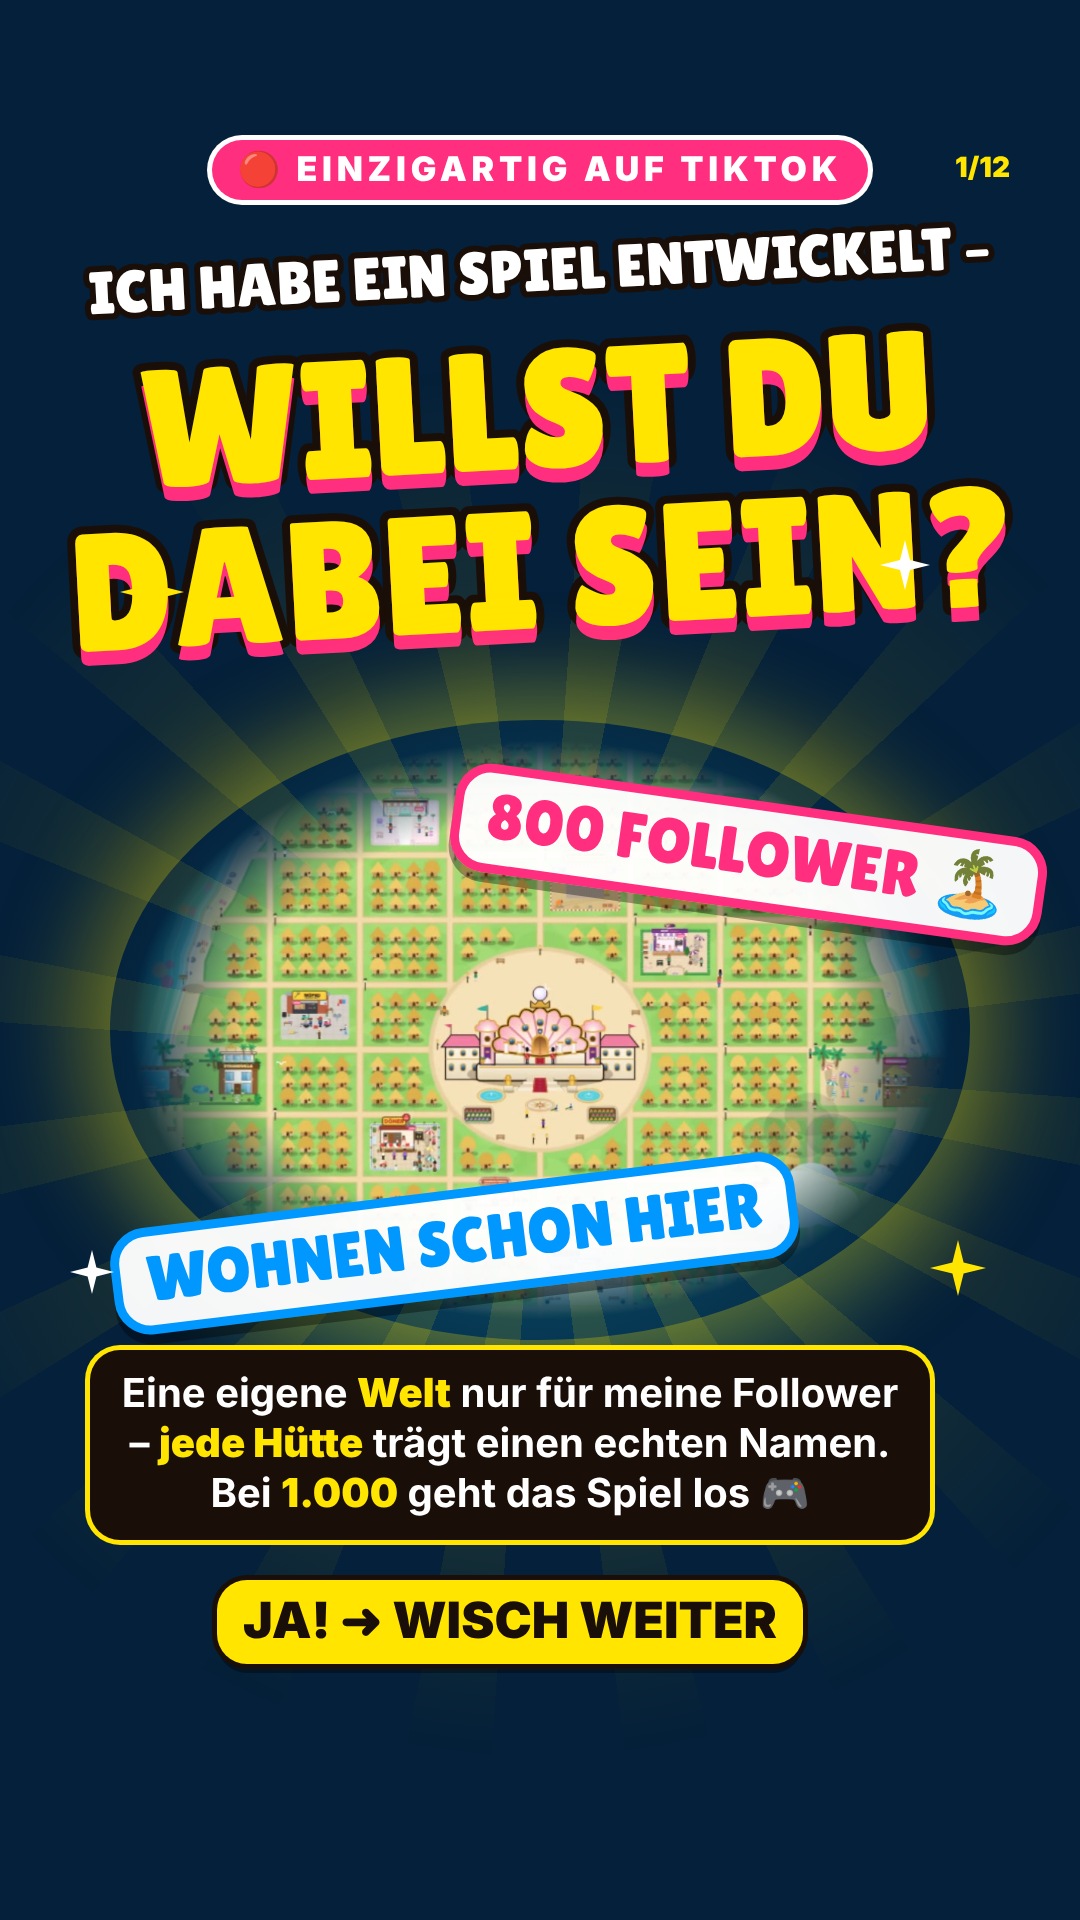 🔴 EINZIGARTIG AUF TIKTOK
1/12
ICH HABE EIN SPIEL ENTWICKELT –
WILLST DU
DABEI SEIN?
800 FOLLOWER 🏝️
WOHNEN SCHON HIER
Eine eigene Welt nur für meine Follower
– jede Hütte trägt einen echten Namen.
Bei 1.000 geht das Spiel los 🎮
JA! ➜ WISCH WEITER